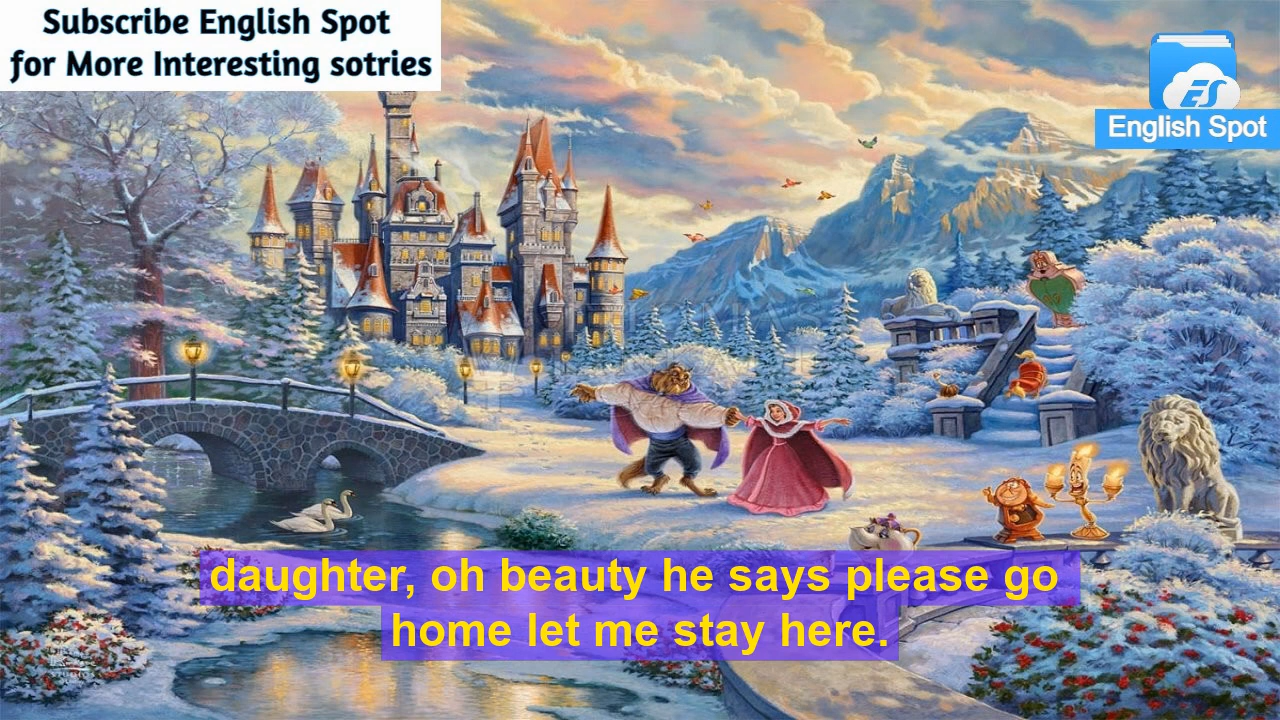 Subscribe English Spot
for More Interesting sotries
ES
English Spot
daughter, oh beauty he says please go
home let me stay here.